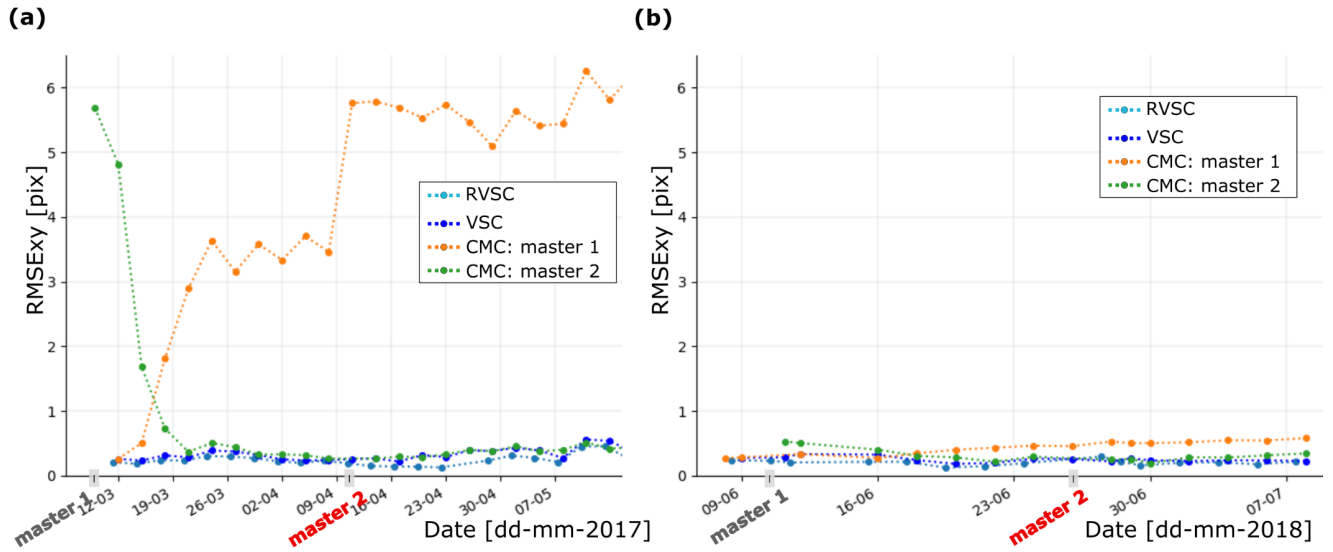 (a)
RMSExy [pix]
6
5
4
3
2
1
0
RVSC
VSC
CMC: master 1
CMC: master 2
master 1
12-03
19-03
26-03
02-04
09-04
master 2
16-04
23-04
30-04
07-05
Date [dd-mm-2017]
(b)
RMSExy [pix]
6
5
4
3
2
1
0
RVSC
VSC
CMC: master 1
CMC: master 2
09-06
master 1
16-06
23-06
master 2
30-06
07-07
Date [dd-mm-2018]